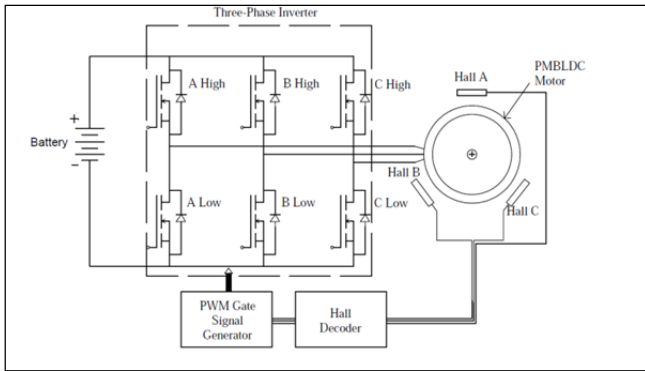 Three-Phase Inverter
PMBLDC
Motor
Hall A
A High
B High
C High
+
Battery
-
Hall B
Hall C
A Low
B Low
C Low
PWM Gate
Signal
Generator
Hall
Decoder